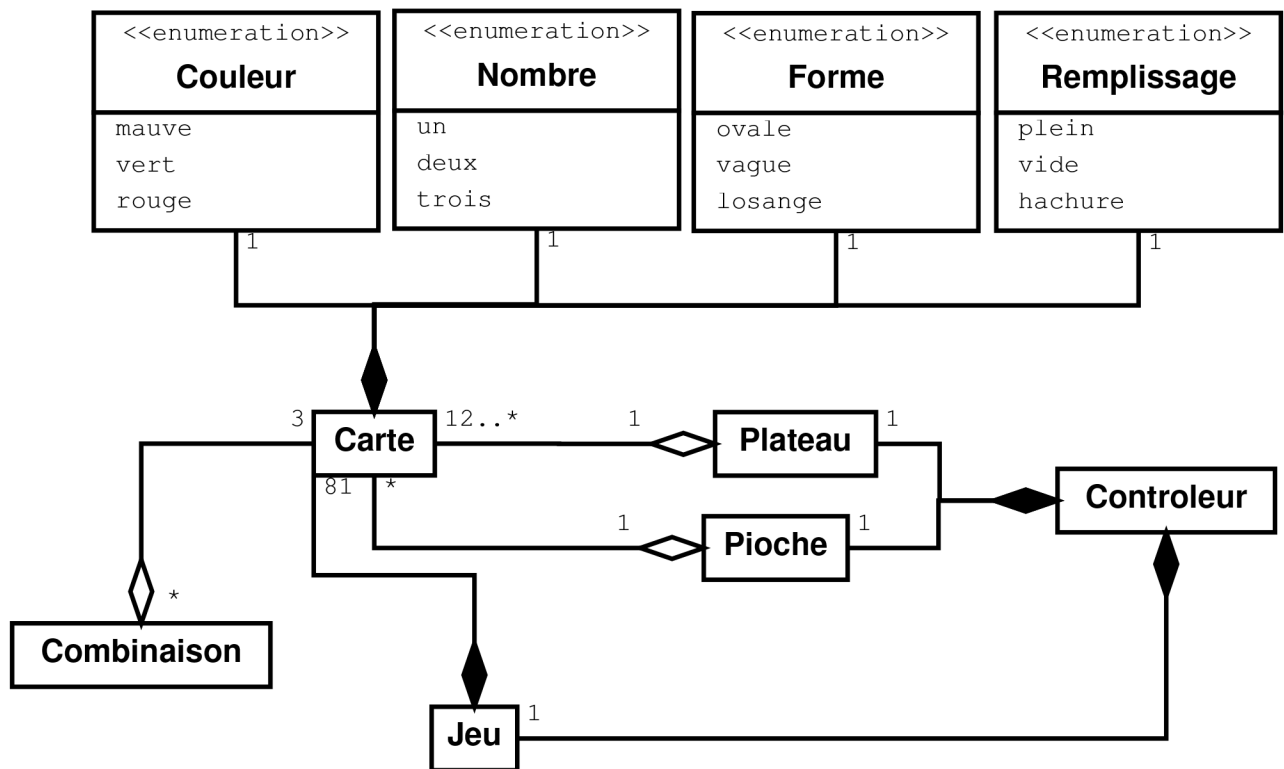 <<enumeration>>
Couleur
mauve
vert
rouge
1
<<enumeration>>
Nombre
un
deux
trois
1
<<enumeration>>
Forme
ovale
vague
losange
1
<<enumeration>>
Remplissage
plein
vide
hachure
1
3
Carte
12..*
1
Plateau
1
81
*
1
Pioche
1
Controleur
*
Combinaison
Jeu
1